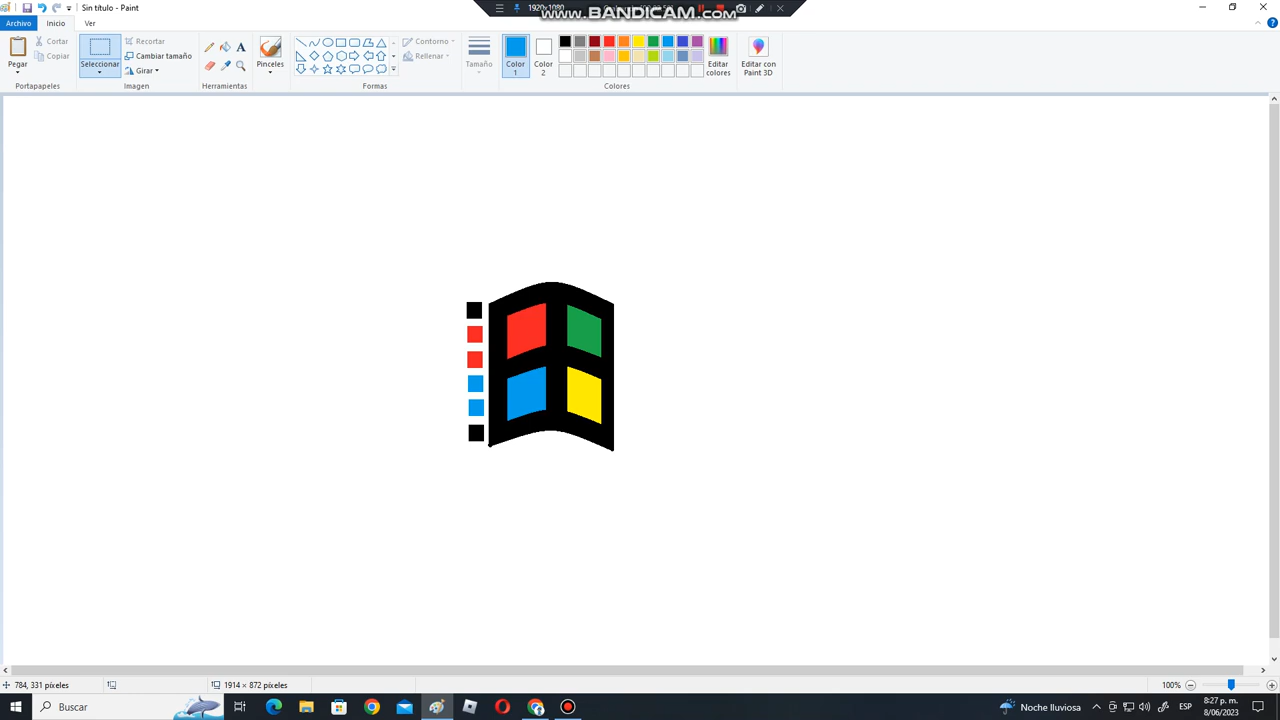 Sin título - Paint
1920×1080
www.BANDICAM.com
Archivo
Inicio
Ver
Pegar
Cortar
Copiar
Portapapeles
Seleccionar
Recortar
Cambiar tamaño
Girar
Imagen
A
Herramientas
Pinceles
Contorno
Rellenar
Formas
Tamaño
Color 1
Color 2
Editar colores
Editar con Paint 3D
Colores
784, 331 píxeles
1914 × 872 píxeles
100%
Buscar
Noche lluviosa
ESP
8:27 p. m.
8/06/2023